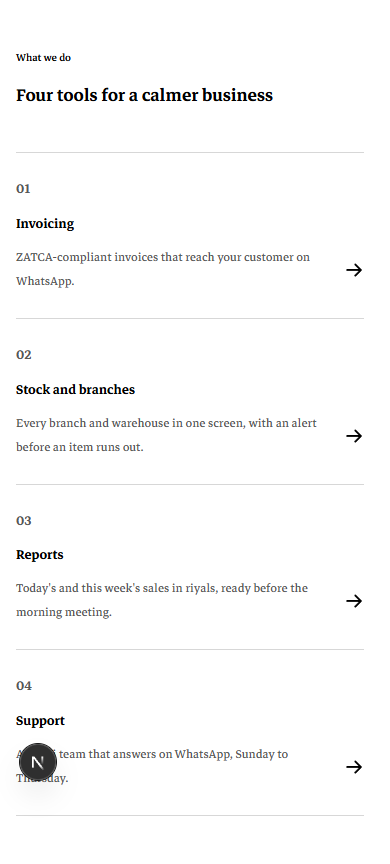 What we do
Four tools for a calmer business
01
Invoicing
ZATCA-compliant invoices that reach your customer on
WhatsApp.
02
Stock and branches
Every branch and warehouse in one screen, with an alert
before an item runs out.
03
Reports
Today's and this week's sales in riyals, ready before the
morning meeting.
04
Support
team that answers on WhatsApp, Sunday to
N